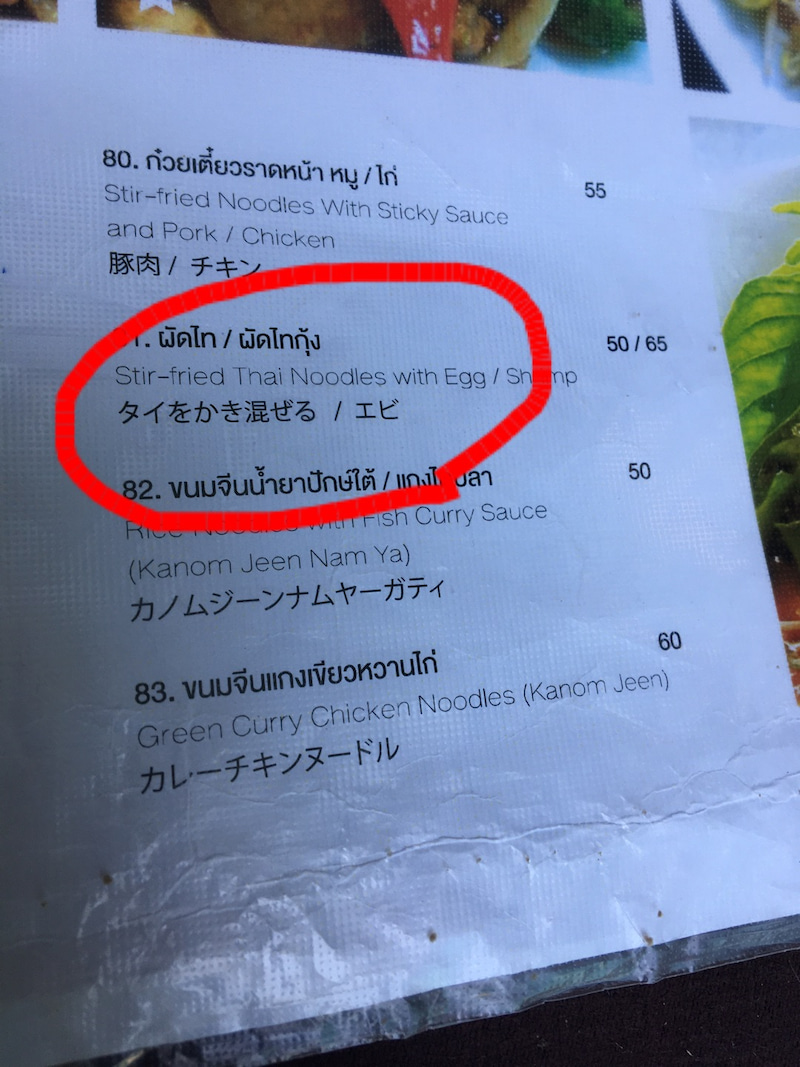 80. ก๋วยเตี๋ยวราดหน้า หมู / ไก่
55
Stir-fried Noodles With Sticky Sauce
and Pork / Chicken
豚肉 / チキン
ผัดไท / ผัดไทกุ้ง
50 / 65
Stir-fried Thai Noodles with Egg /
タイをかき混ぜる / エビ
82. ขนมจีนน้ำยาปักษ์ใต้ /
50
Rice Noodles with Fish Curry Sauce
(Kanom Jeen Nam Ya)
カノムジーンナムヤーガティ
83. ขนมจีนแกงเขียวหวานไก่
60
Green Curry Chicken Noodles (Kanom Jeen)
カレーチキンヌードル